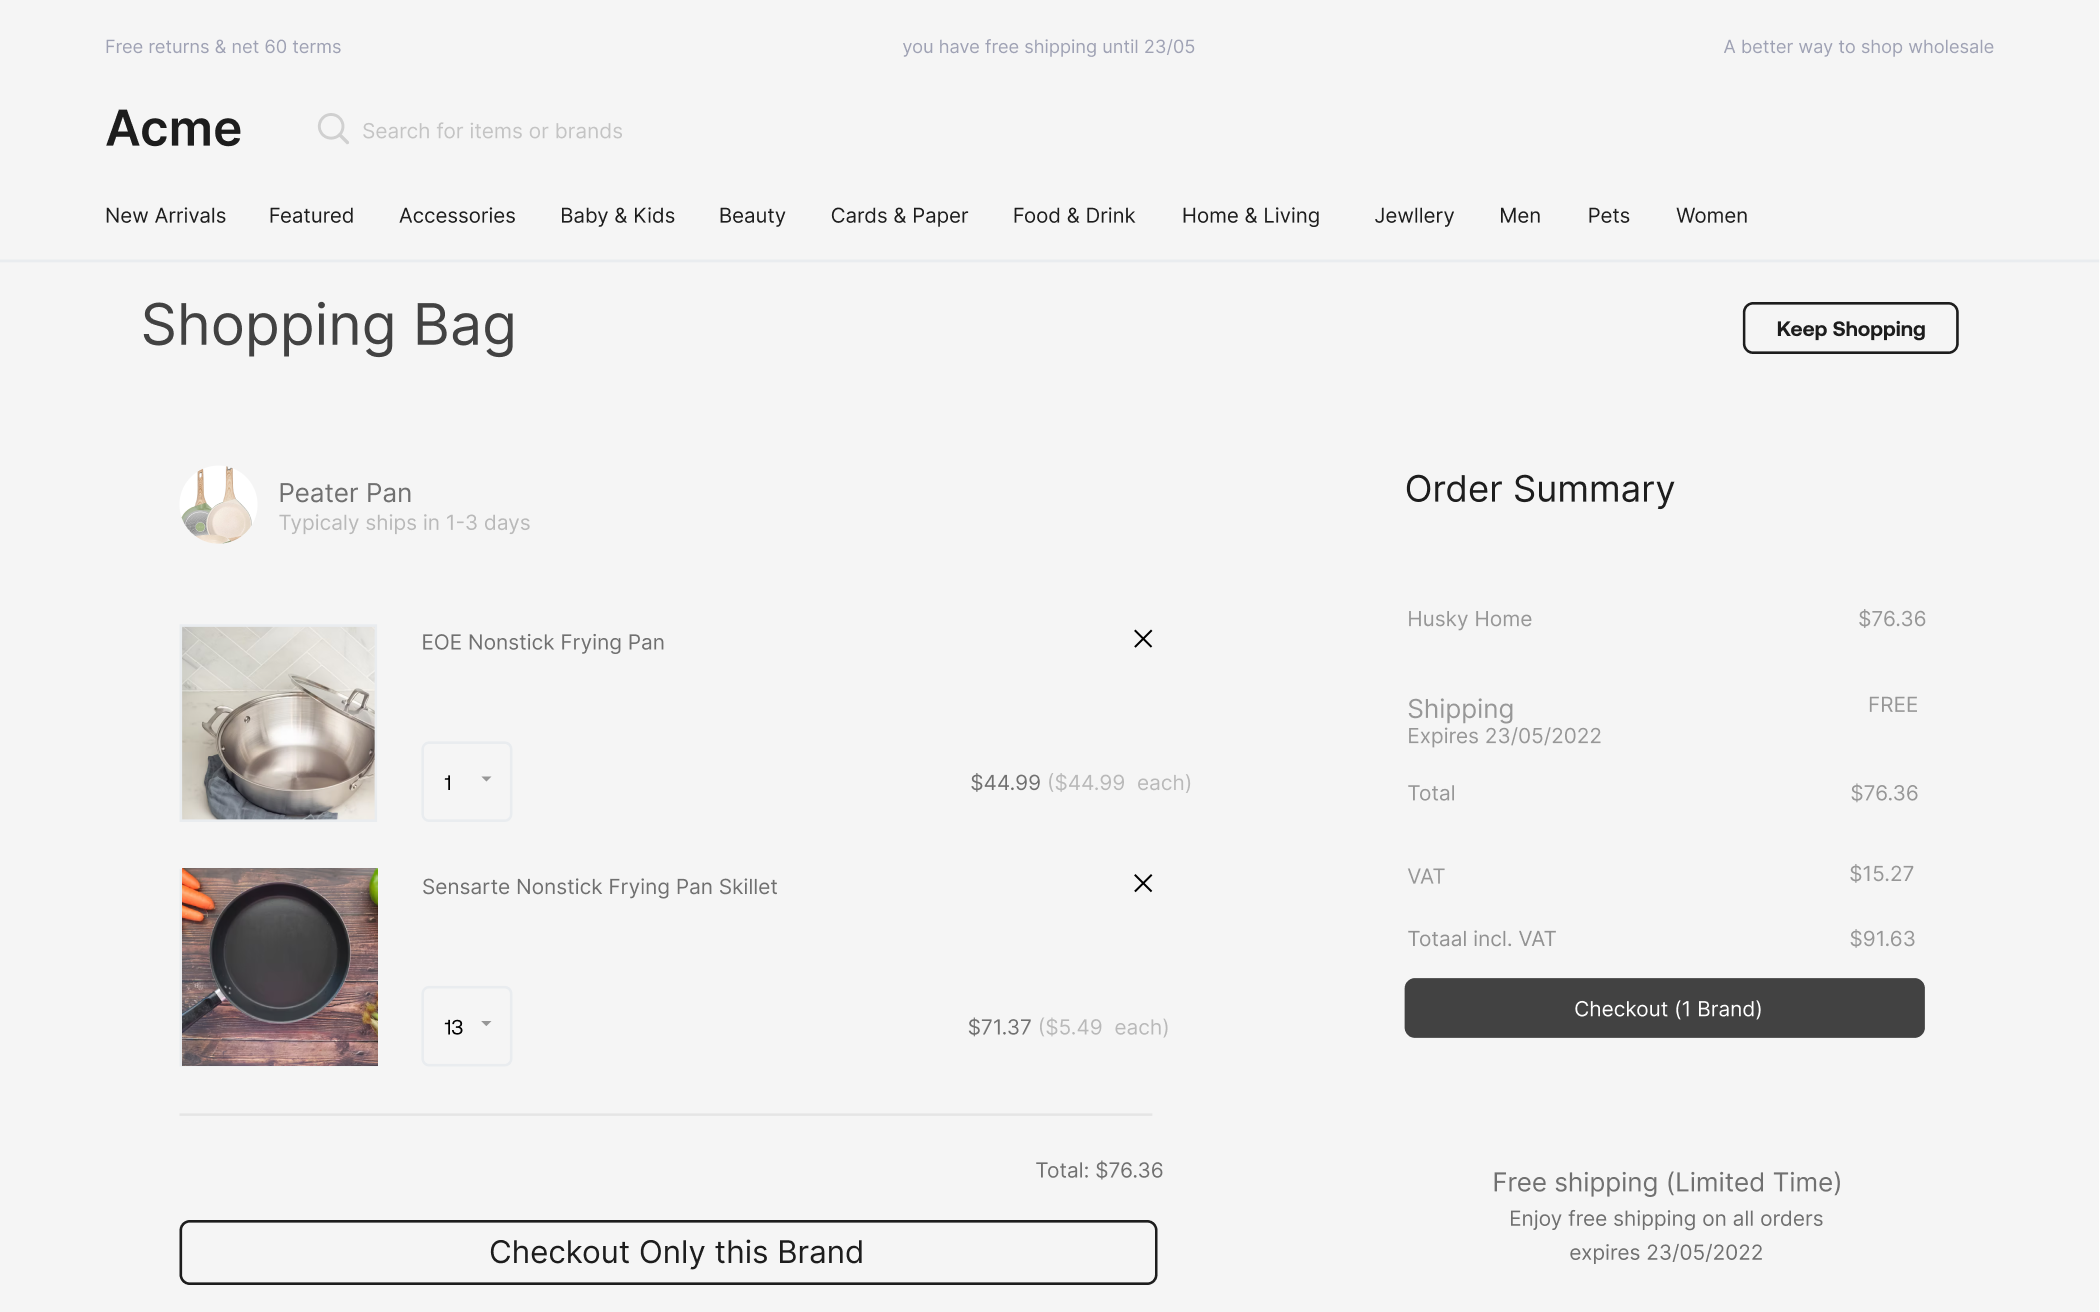 Free returns & net 60 terms
you have free shipping until 23/05
A better way to shop wholesale
Acme
Search for items or brands
New Arrivals Featured Accessories Baby & Kids Beauty Cards & Paper Food & Drink Home & Living Jewllery Men Pets Women
Shopping Bag
Keep Shopping
Peater Pan
Typicaly ships in 1-3 days
EOE Nonstick Frying Pan
1
$44.99 ($44.99 each)
Sensarte Nonstick Frying Pan Skillet
13
$71.37 ($5.49 each)
Total: $76.36
Checkout Only this Brand
Order Summary
Husky Home $76.36
Shipping FREE
Expires 23/05/2022
Total $76.36
VAT $15.27
Totaal incl. VAT $91.63
Checkout (1 Brand)
Free shipping (Limited Time)
Enjoy free shipping on all orders
expires 23/05/2022